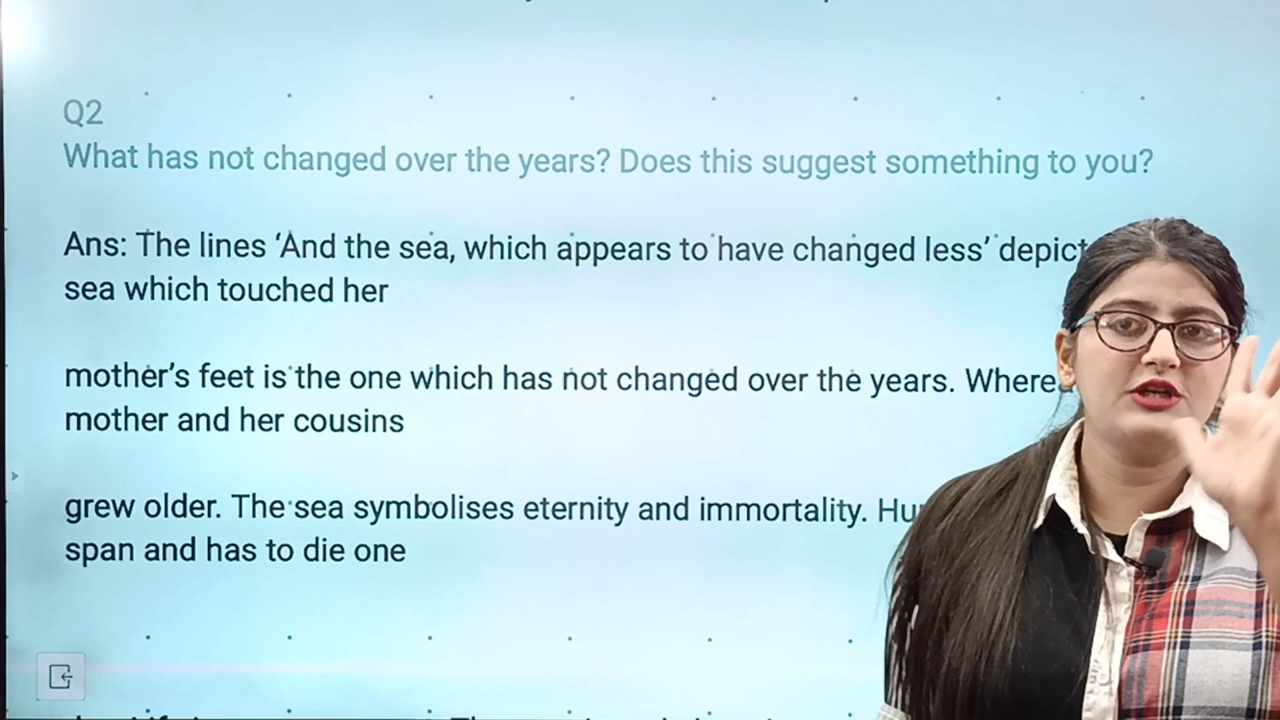 Q2
What has not changed over the years? Does this suggest something to you?
Ans: The lines ‘And the sea, which appears to have changed less’ depict
sea which touched her
mother’s feet is the one which has not changed over the years.
mother and her cousins
grew older. The sea symbolises eternity and immortality.
span and has to die one